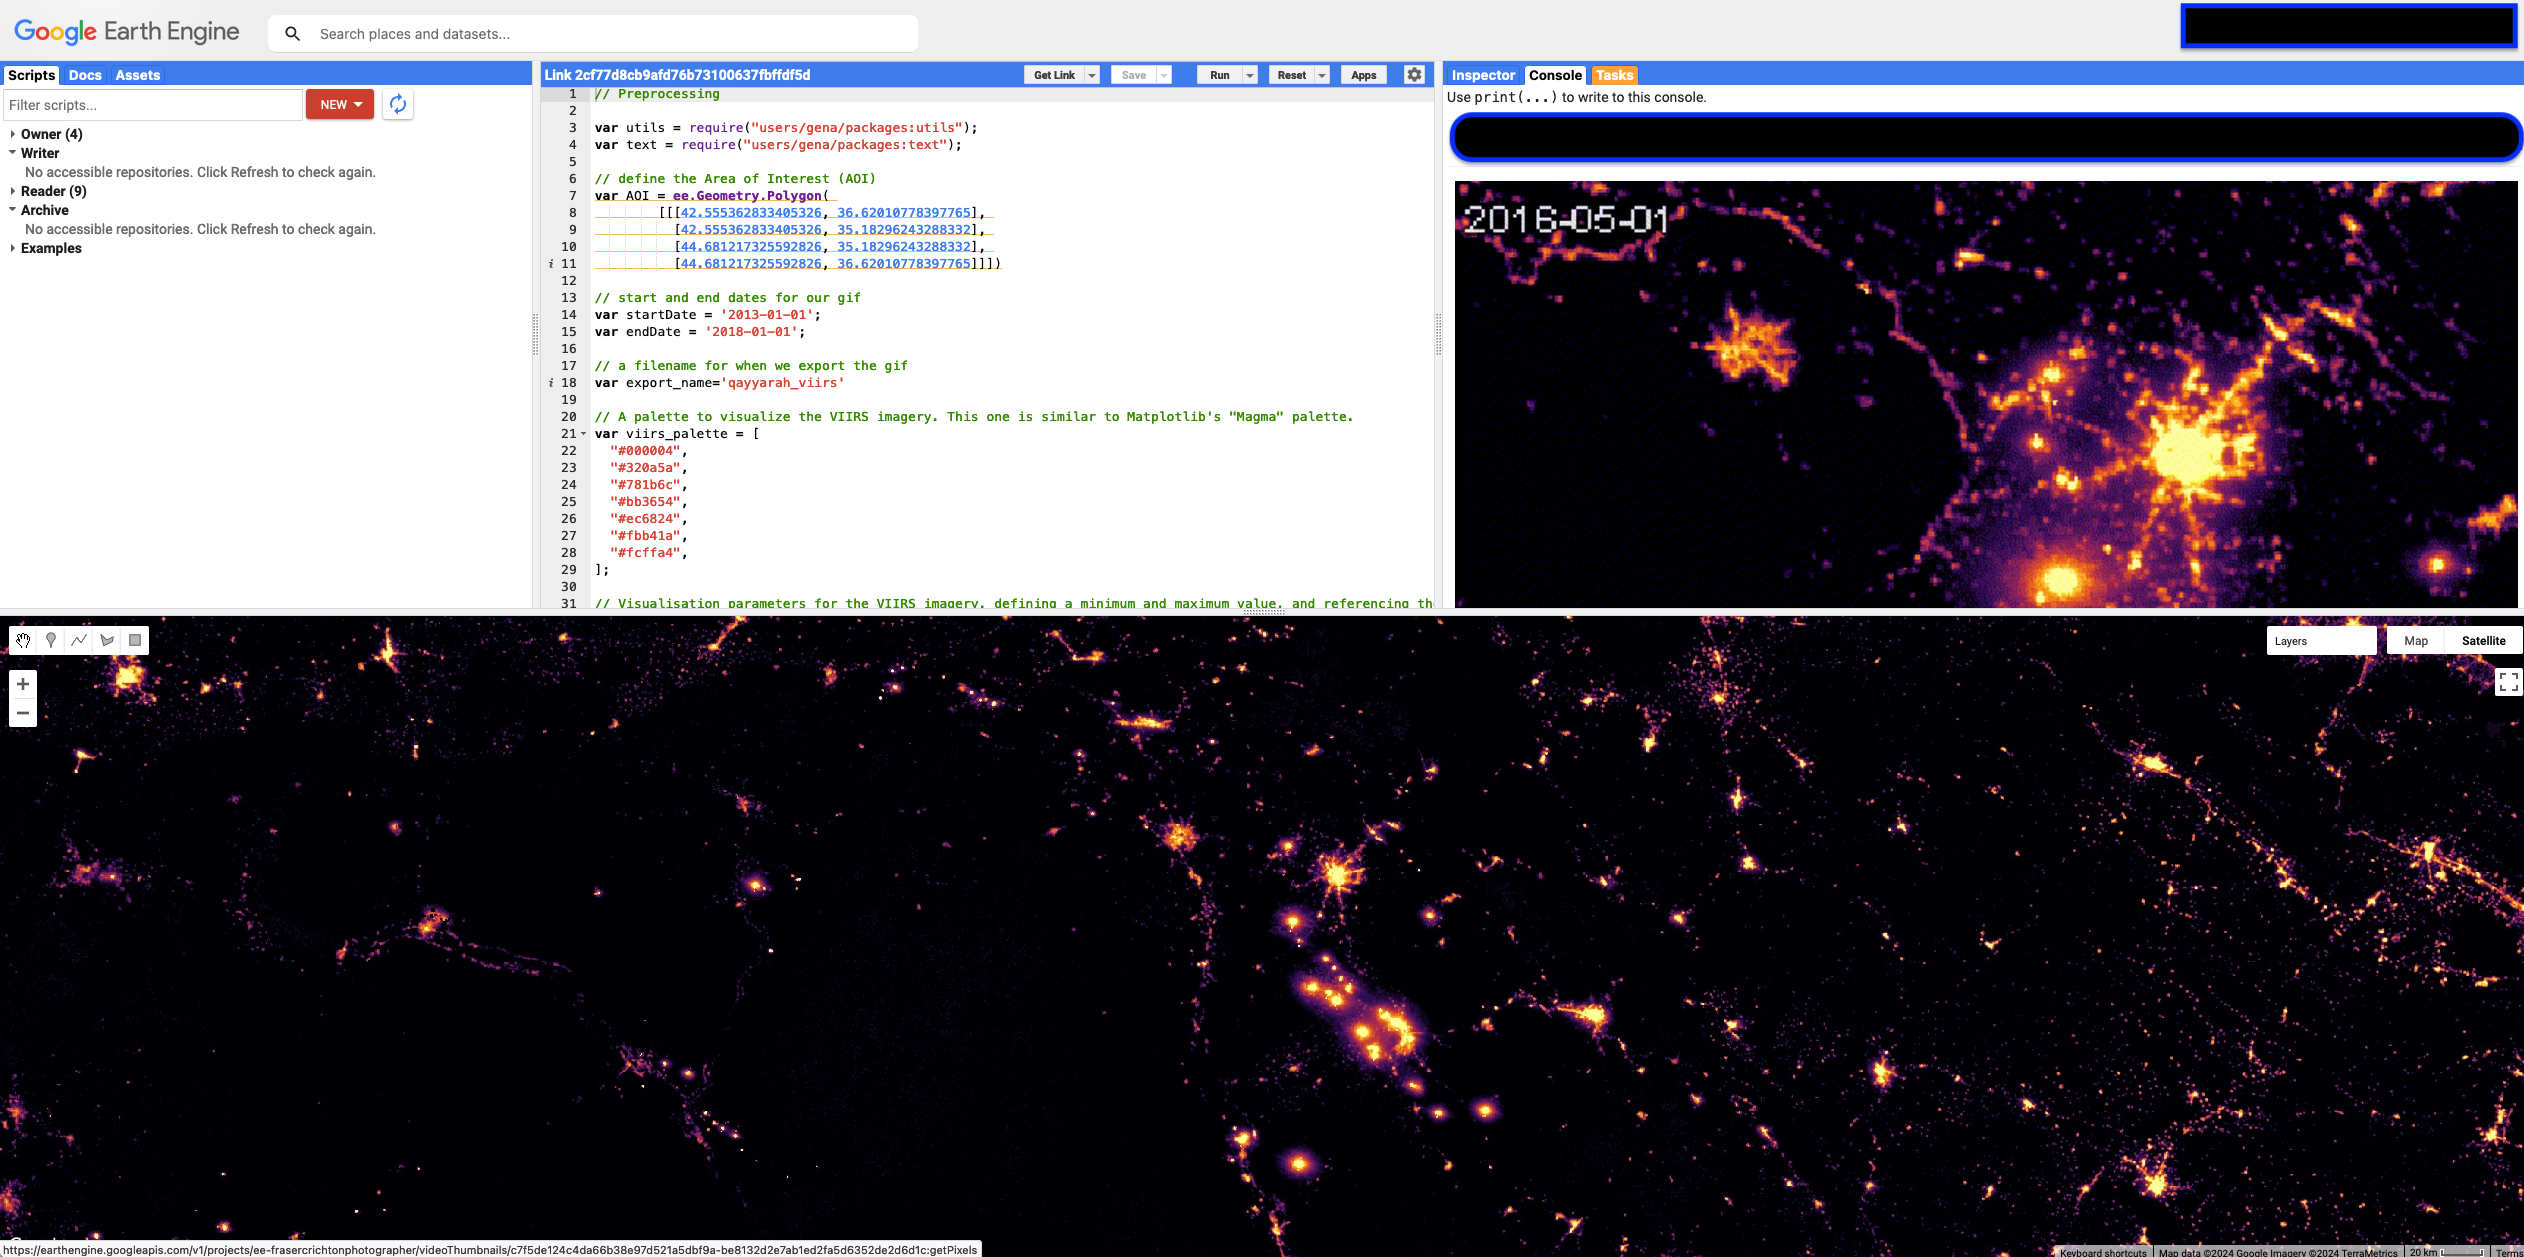 Google Earth Engine
Search places and datasets...
Scripts Docs Assets
Filter scripts...
NEW
Owner (4)
Writer
No accessible repositories. Click Refresh to check again.
Reader (9)
Archive
No accessible repositories. Click Refresh to check again.
Examples
Link 2cf77d8cb9afd76b73100637fbffdf5d
Get Link Save Run Reset Apps
1 // Preprocessing
2
3 var utils = require("users/gena/packages:utils");
4 var text = require("users/gena/packages:text");
5
6 // define the Area of Interest (AOI)
7 var AOI = ee.Geometry.Polygon(
8 [[[42.555362833405326, 36.62010778397765],
9 [42.555362833405326, 35.18296243288332],
10 [44.681217325592826, 35.18296243288332],
i 11 [44.681217325592826, 36.62010778397765]]])
12
13 // start and end dates for our gif
14 var startDate = '2013-01-01';
15 var endDate = '2018-01-01';
16
17 // a filename for when we export the gif
i 18 var export_name='qayyarah_viirs'
19
20 // A palette to visualize the VIIRS imagery. This one is similar to Matplotlib's "Magma" palette.
21 var viirs_palette = [
22 "#000004",
23 "#320a5a",
24 "#781b6c",
25 "#bb3654",
26 "#ec6824",
27 "#fbb41a",
28 "#fcffa4",
29 ];
30
31 // Visualisation parameters for the VIIRS imagery, defining a minimum and maximum value, and referencing th
Inspector Console Tasks
Use print(...) to write to this console.
2016-05-01
Layers
Map Satellite
https://earthengine.googleapis.com/v1/projects/ee-frasercrichtonphotographer/videoThumbnails/c7f5de124c4da66b38e97d521a5dbf9a-be8132d2e7ab1ed2fa5d6352de2d6d1c:getPixels
Keyboard shortcuts Map data ©2024 Google Imagery ©2024 TerraMetrics 20 km Terms